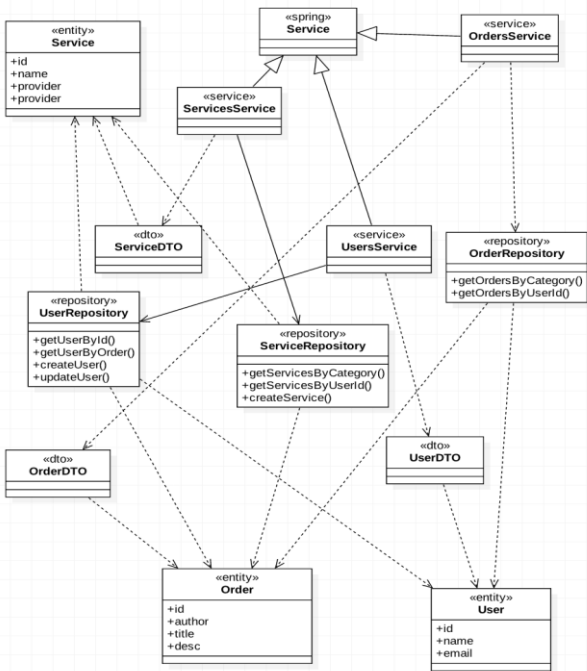 «entity»
Service
+id
+name
+provider
+provider
«spring»
Service
«service»
OrdersService
«service»
ServicesService
«dto»
ServiceDTO
«service»
UsersService
«repository»
OrderRepository
+getOrdersByCategory()
+getOrdersByUserId()
«repository»
UserRepository
+getUserById()
+getUserByOrder()
+createUser()
+updateUser()
«repository»
ServiceRepository
+getServicesByCategory()
+getServicesByUserId()
+createService()
«dto»
OrderDTO
«dto»
UserDTO
«entity»
Order
+id
+author
+title
+desc
«entity»
User
+id
+name
+email